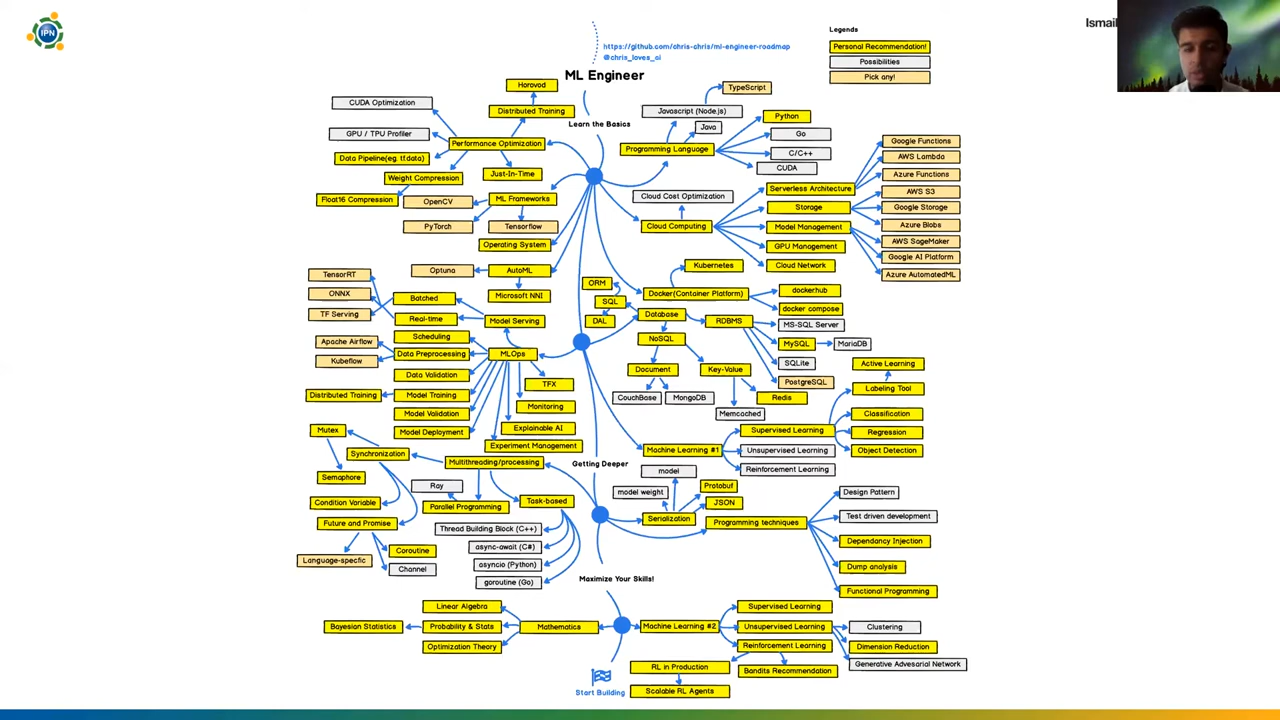 IPN
Ismail
https://github.com/chris-chris/ml-engineer-roadmap
@chris_loves_ai
ML Engineer
Legends
Personal Recommendation!
Possibilities
Pick any!
Learn the Basics
Horovod
Distributed Training
CUDA Optimization
GPU / TPU Profiler
Performance Optimization
Data Pipeline(eg. tf.data)
Weight Compression
Just-In-Time
Float16 Compression
OpenCV
ML Frameworks
PyTorch
Tensorflow
Operating System
Optuna
AutoML
Microsoft NNI
TypeScript
Javascript (Node.js)
Java
Programming Language
Python
Go
C/C++
CUDA
Cloud Cost Optimization
Cloud Computing
Serverless Architecture
Storage
Model Management
GPU Management
Cloud Network
Google Functions
AWS Lambda
Azure Functions
AWS S3
Google Storage
Azure Blobs
AWS SageMaker
Google AI Platform
Azure AutomatedML
Kubernetes
Docker(Container Platform)
dockerhub
docker compose
ORM
SQL
DAL
Database
RDBMS
MS-SQL Server
MySQL
MariaDB
SQLite
PostgreSQL
NoSQL
Document
Key-Value
CouchBase
MongoDB
Redis
Memcached
TensorRT
ONNX
TF Serving
Batched
Real-time
Model Serving
Scheduling
Apache Airflow
Kubeflow
Data Preprocessing
MLOps
Data Validation
Distributed Training
Model Training
Model Validation
Model Deployment
TFX
Monitoring
Explainable AI
Experiment Management
Active Learning
Labeling Tool
Machine Learning #1
Supervised Learning
Unsupervised Learning
Reinforcement Learning
Classification
Regression
Object Detection
Getting Deeper
Mutex
Synchronization
Semaphore
Condition Variable
Future and Promise
Language-specfic
Coroutine
Channel
Multithreading/processing
Ray
Parallel Programming
Task-based
Thread Building Block (C++)
async-await (C#)
asyncio (Python)
goroutine (Go)
model
model weight
Protobuf
JSON
Serialization
Programming techniques
Design Pattern
Test driven development
Dependancy Injection
Dump analysis
Functional Programming
Maximize Your Skills!
Linear Algebra
Bayesian Statistics
Probability & Stats
Mathematics
Optimization Theory
Machine Learning #2
Supervised Learning
Unsupervised Learning
Reinforcement Learning
Clustering
Dimension Reduction
Generative Advesarial Network
RL in Production
Bandits Recommendation
Scalable RL Agents
Start Building